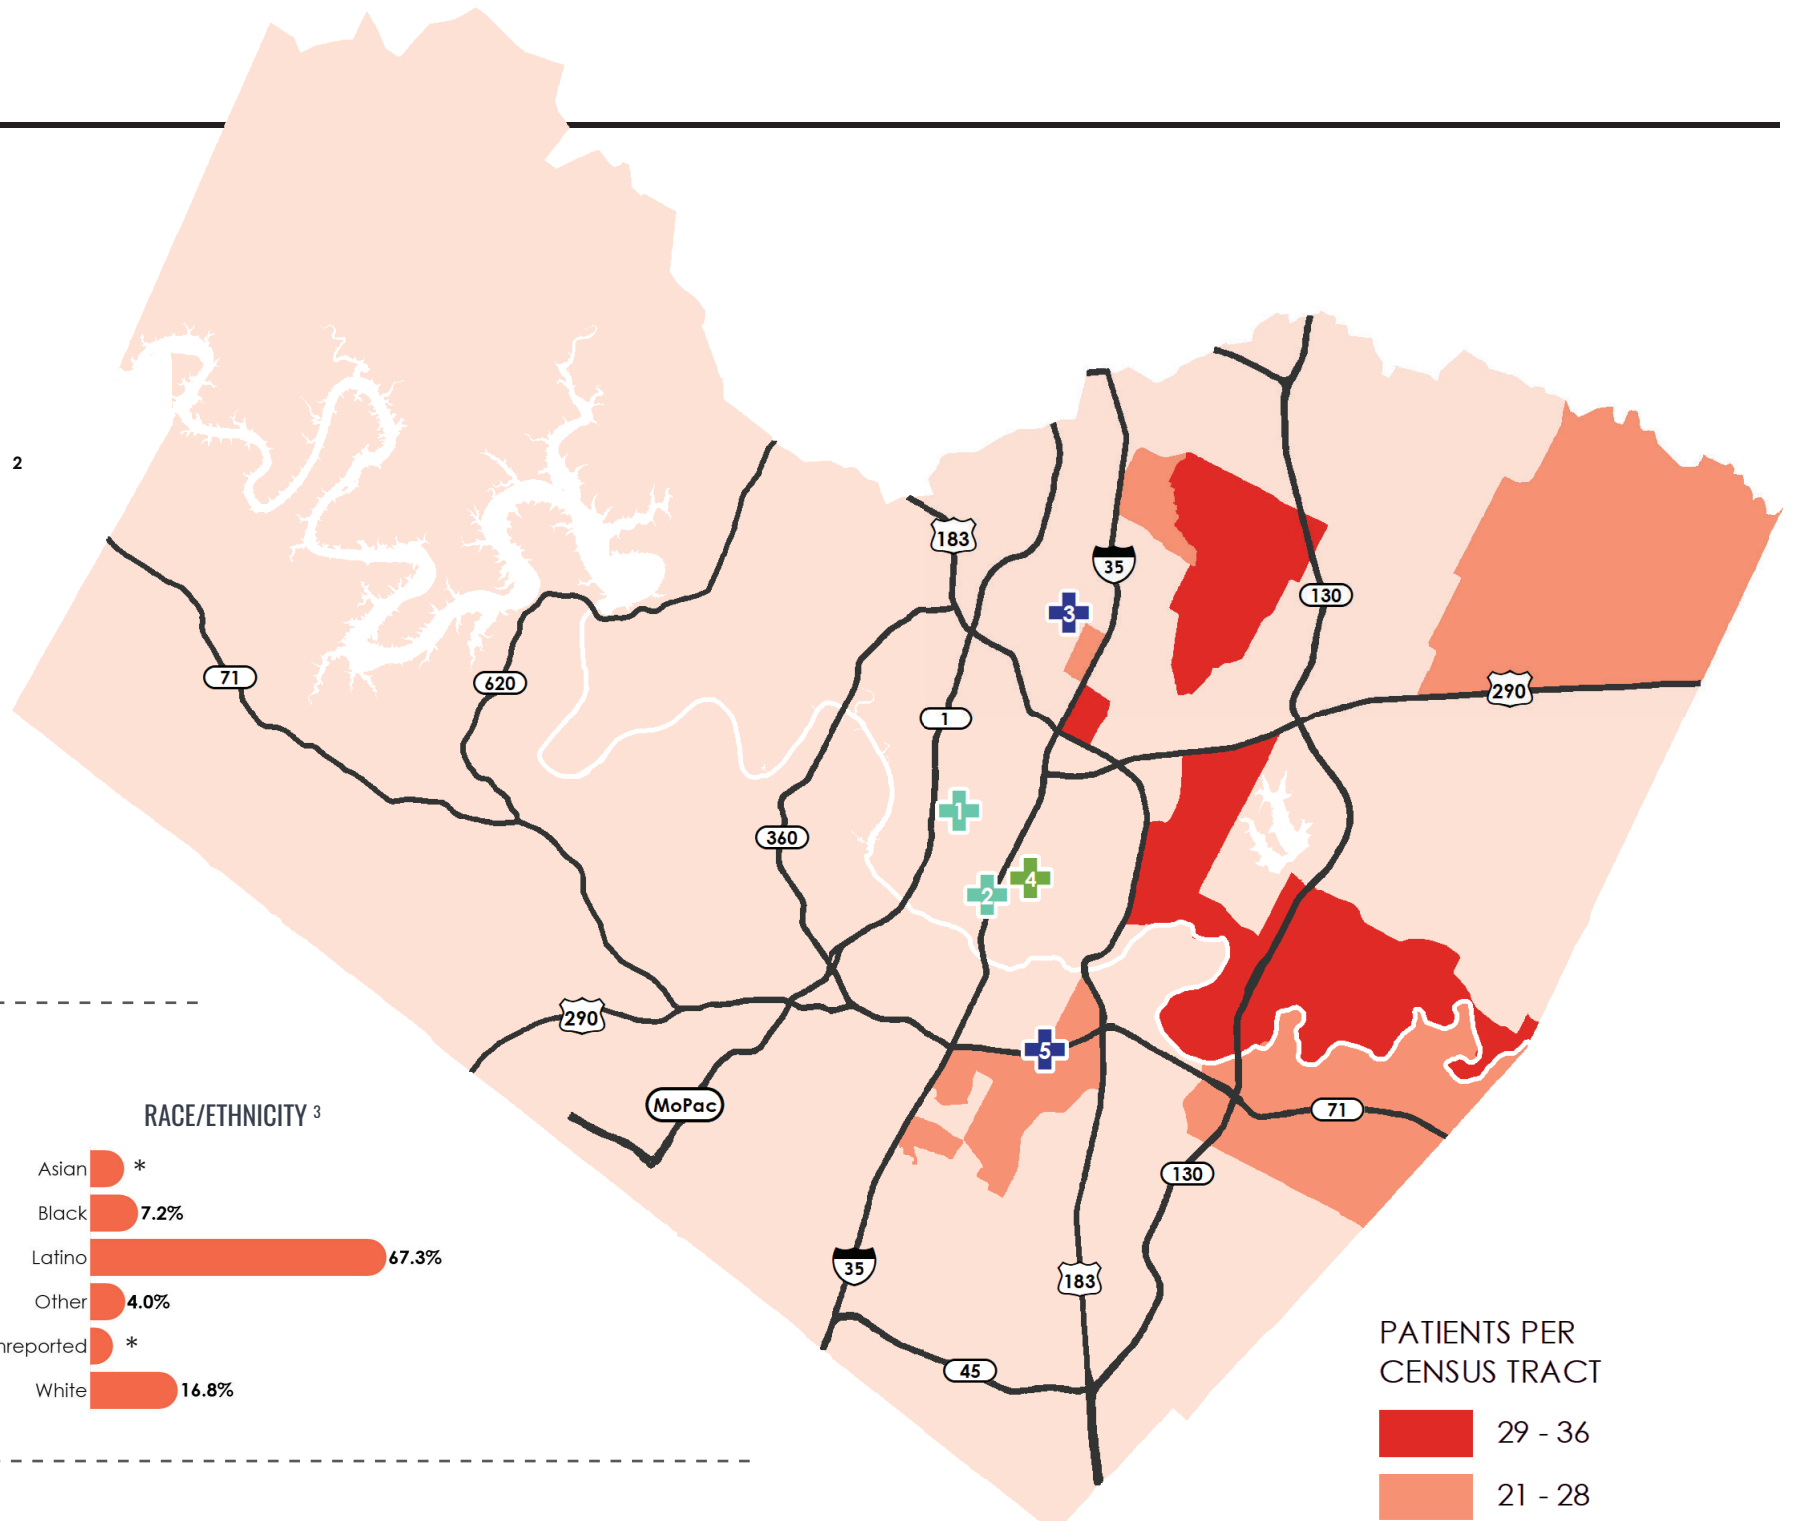 2
183
35
3
130
71
620
290
1
1
360
4
2
290
5
MoPac
71
130
RACE/ETHNICITY 3
Asian *
Black 7.2%
Latino 67.3%
Other 4.0%
nreported *
White 16.8%
35
183
45
PATIENTS PER
CENSUS TRACT
29 - 36
21 - 28